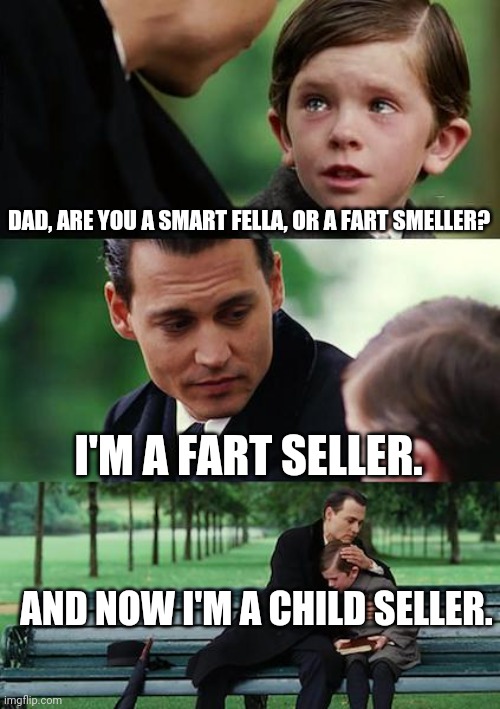 DAD, ARE YOU A SMART FELLA, OR A FART SMELLER?
I'M A FART SELLER.
AND NOW I'M A CHILD SELLER.
imgflip.com